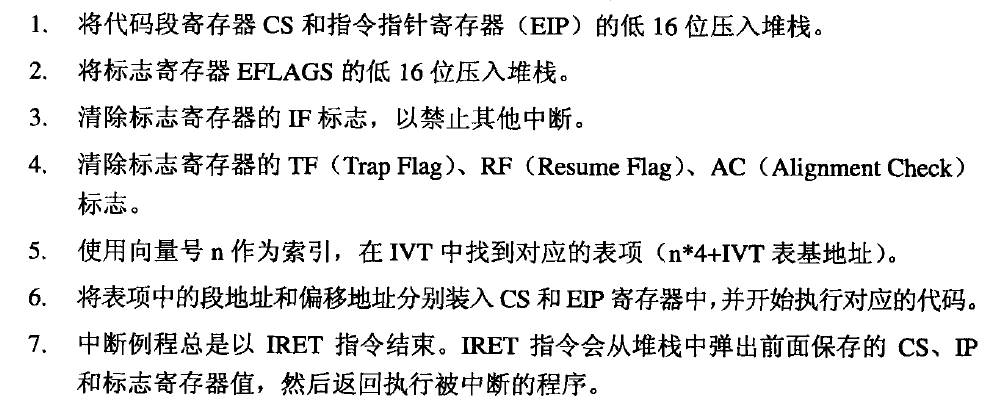 1. 将代码段寄存器 CS 和指令指针寄存器（EIP）的低 16 位压入堆栈。
2. 将标志寄存器 EFLAGS 的低 16 位压入堆栈。
3. 清除标志寄存器的 IF 标志，以禁止其他中断。
4. 清除标志寄存器的 TF（Trap Flag）、RF（Resume Flag）、AC（Alignment Check）
标志。
5. 使用向量号 n 作为索引，在 IVT 中找到对应的表项（n*4+IVT 表基地址）。
6. 将表项中的段地址和偏移地址分别装入 CS 和 EIP 寄存器中，并开始执行对应的代码。
7. 中断例程总是以 IRET 指令结束。IRET 指令会从堆栈中弹出前面保存的 CS、IP
和标志寄存器值，然后返回执行被中断的程序。